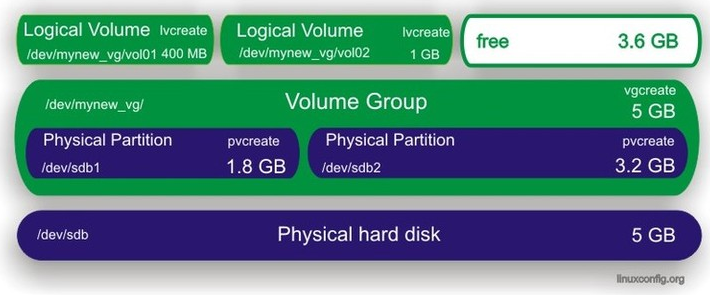 Logical Volume lvcreate
/dev/mynew_vg/vol01 400 MB
Logical Volume lvcreate
/dev/mynew_vg/vol02 1 GB
free 3.6 GB
vgcreate
/dev/mynew_vg/ Volume Group 5 GB
Physical Partition pvcreate
/dev/sdb1 1.8 GB
Physical Partition pvcreate
/dev/sdb2 3.2 GB
/dev/sdb Physical hard disk 5 GB
linuxconfig.org